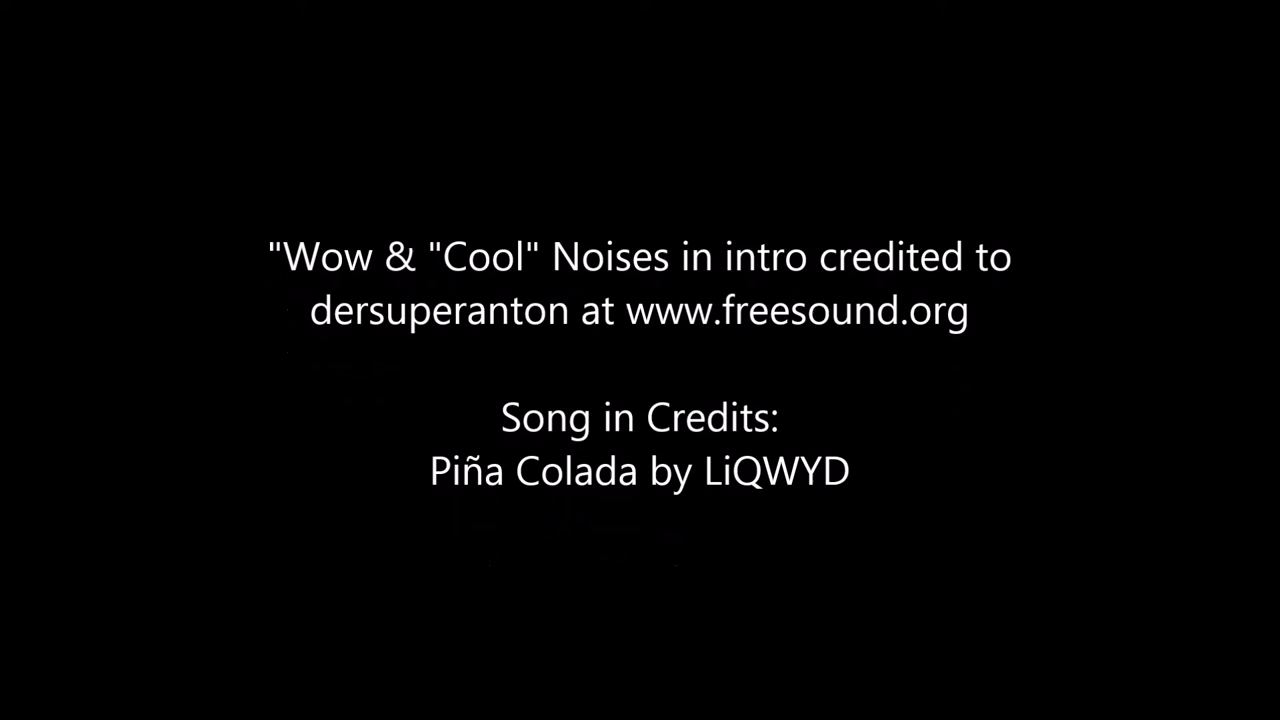 "Wow & "Cool" Noises in intro credited to
dersuperanton at www.freesound.org
Song in Credits:
Piña Colada by LiQWYD